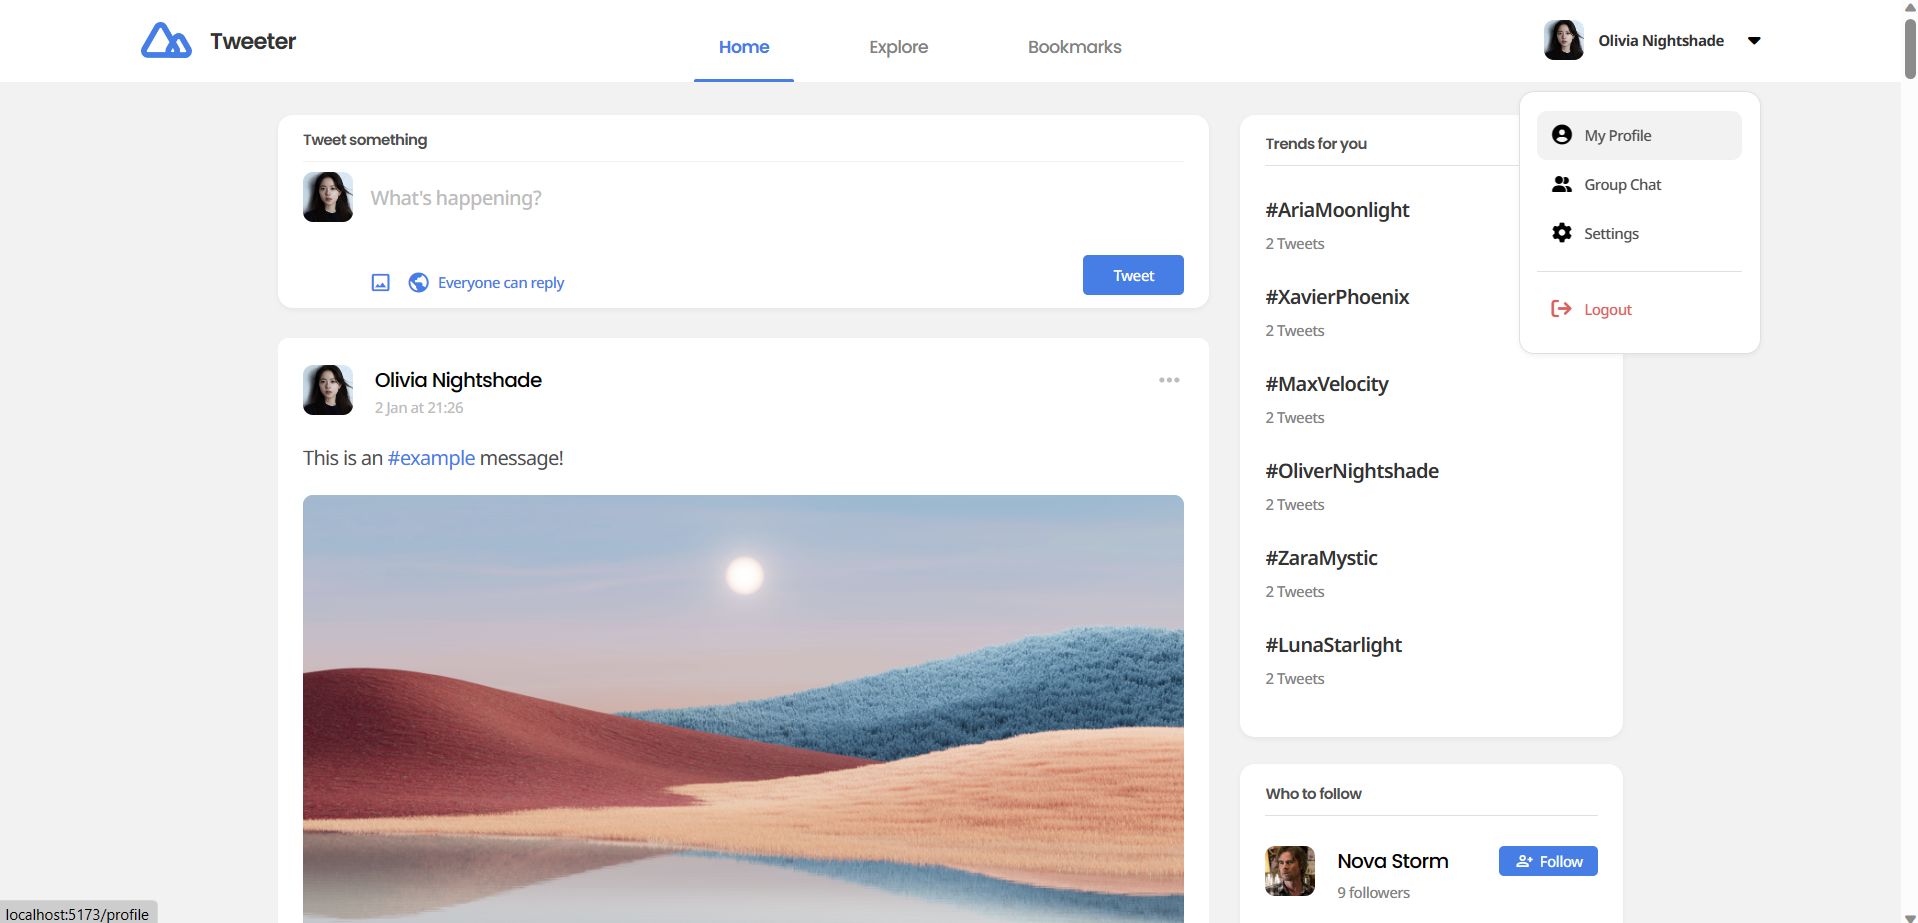 Tweeter
Home
Explore
Bookmarks
Olivia Nightshade
My Profile
Group Chat
Settings
Logout
Tweet something
What's happening?
Everyone can reply
Tweet
Olivia Nightshade
2 Jan at 21:26
This is an #example message!
Trends for you
#AriaMoonlight
2 Tweets
#XavierPhoenix
2 Tweets
#MaxVelocity
2 Tweets
#OliverNightshade
2 Tweets
#ZaraMystic
2 Tweets
#LunaStarlight
2 Tweets
Who to follow
Nova Storm
9 followers
Follow
localhost:5173/profile